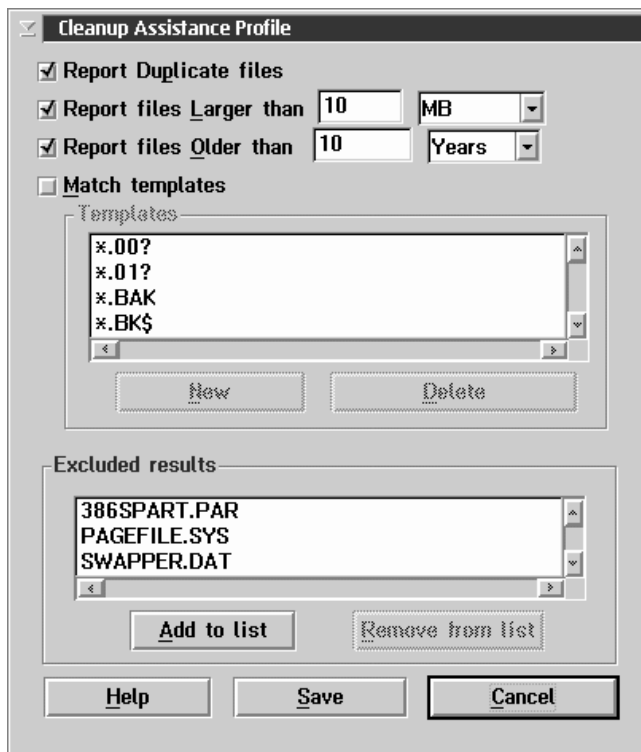 Cleanup Assistance Profile
Report Duplicate files
Report files Larger than 10 MB
Report files Older than 10 Years
Match templates
Templates
*.00?
*.01?
*.BAK
*.BK$
New Delete
Excluded results
386SPART.PAR
PAGEFILE.SYS
SWAPPER.DAT
Add to list Remove from list
Help Save Cancel